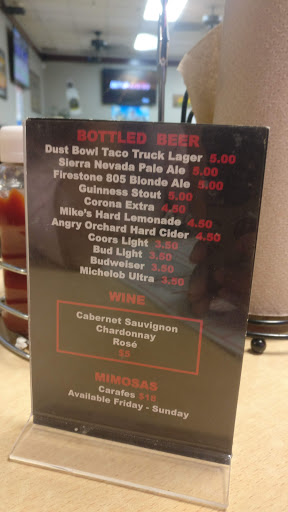 BOTTLED BEER
Dust Bowl Taco Truck Lager 5.00
Sierra Nevada Pale Ale 5.00
Firestone 805 Blonde Ale 5.00
Guinness Stout 5.00
Corona Extra 4.50
Mike's Hard Lemonade 4.50
Angry Orchard Hard Cider 4.50
Coors Light 3.50
Bud Light 3.50
Budweiser 3.50
Michelob Ultra 3.50
WINE
Cabernet Sauvignon
Chardonnay
Rosé
$5
MIMOSAS
Carafes $18
Available Friday - Sunday